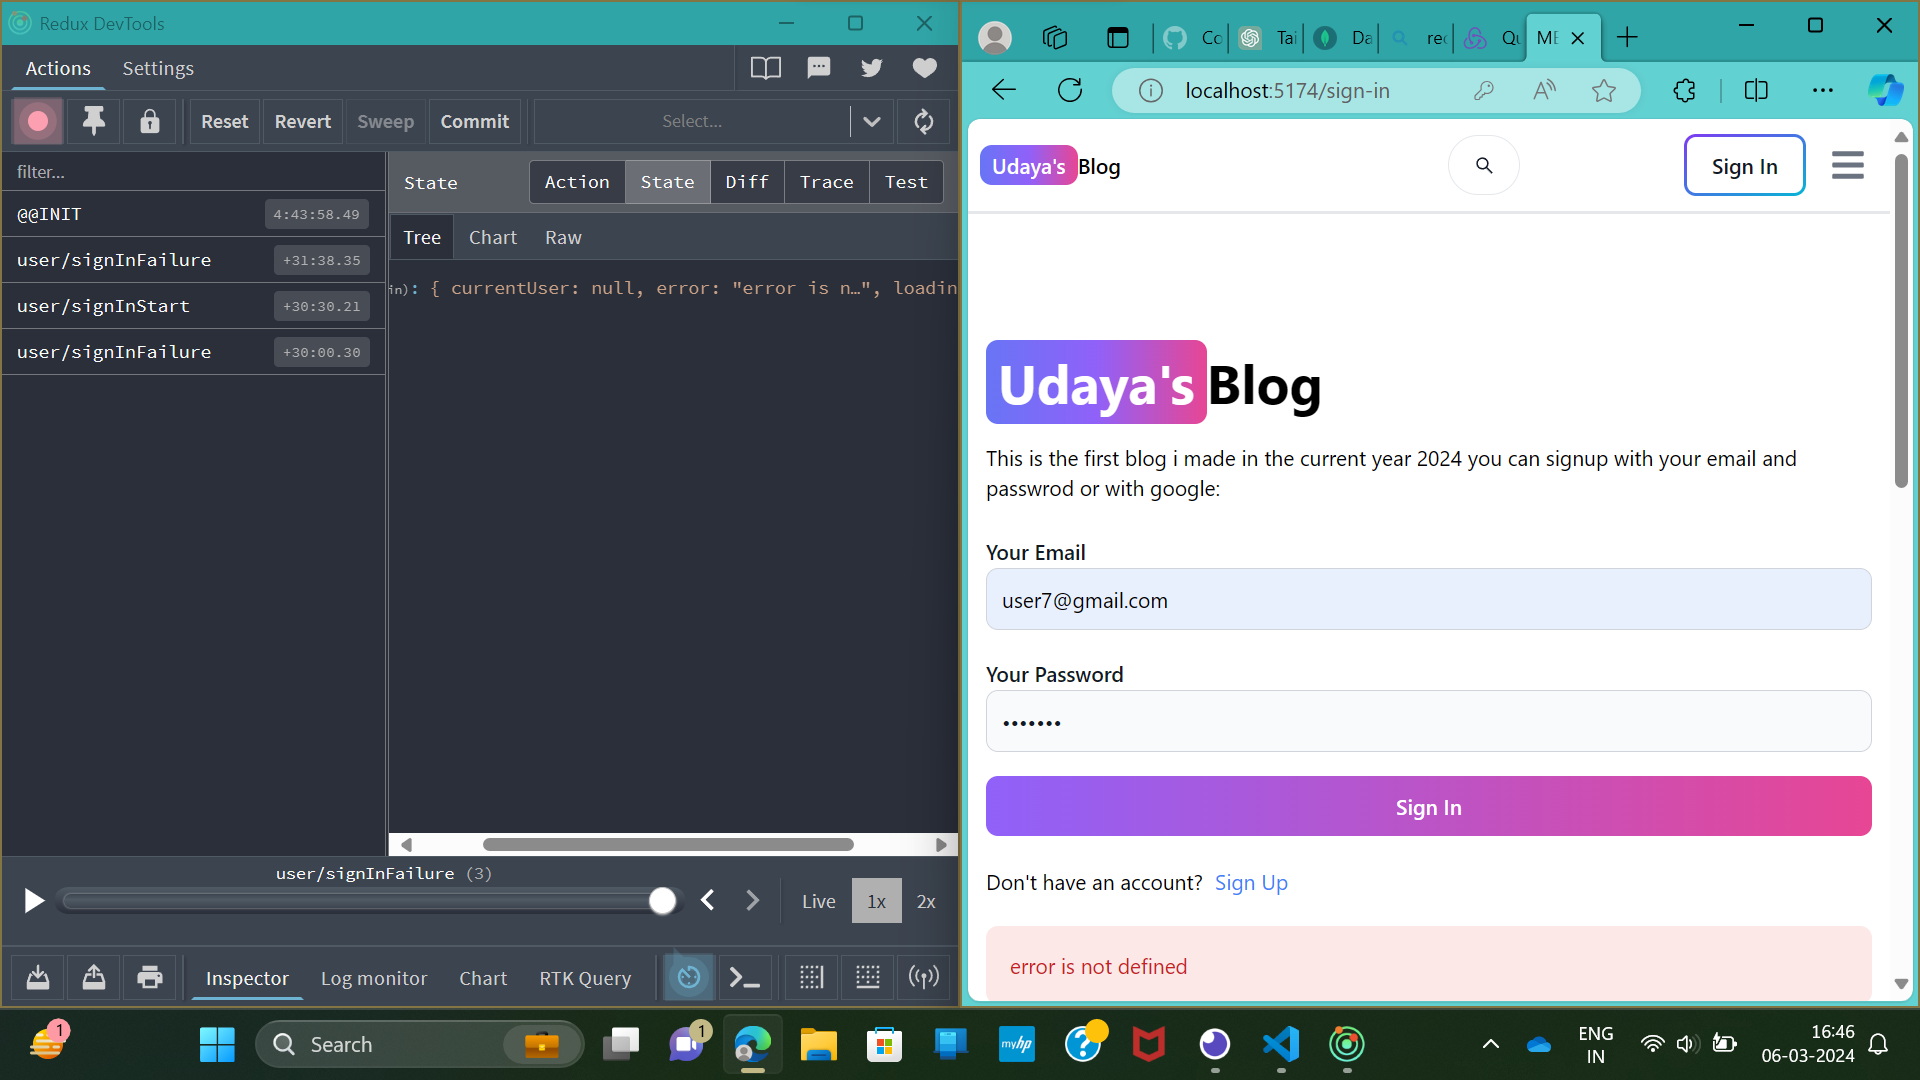 Redux DevTools
Actions
Settings
Reset
Revert
Sweep
Commit
Select...
filter...
@@INIT
4:43:58.49
user/signInFailure
+31:38.35
user/signInStart
+30:30.21
user/signInFailure
+30:00.30
State
Action
State
Diff
Trace
Test
Tree
Chart
Raw
in): { currentUser: null, error: "error is n…", loadin
user/signInFailure (3)
Live
1x
2x
Inspector
Log monitor
Chart
RTK Query
Co
Tai
Da
rec
Qu
ME
localhost:5174/sign-in
Udaya's Blog
Sign In
Udaya's Blog
This is the first blog i made in the current year 2024 you can signup with your email and
passwrod or with google:
Your Email
user7@gmail.com
Your Password
•••••••
Sign In
Don't have an account? Sign Up
error is not defined
1
Search
1
myhp
?
ENG
IN
16:46
06-03-2024